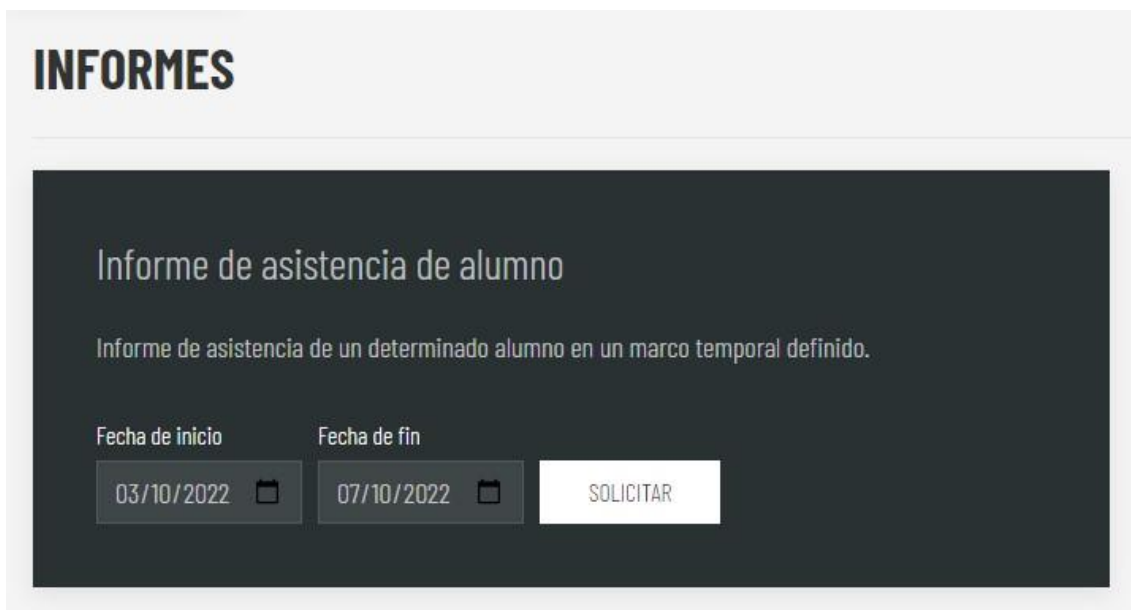 INFORMES
Informe de asistencia de alumno
Informe de asistencia de un determinado alumno en un marco temporal definido.
Fecha de inicio Fecha de fin
03/10/2022 07/10/2022 SOLICITAR